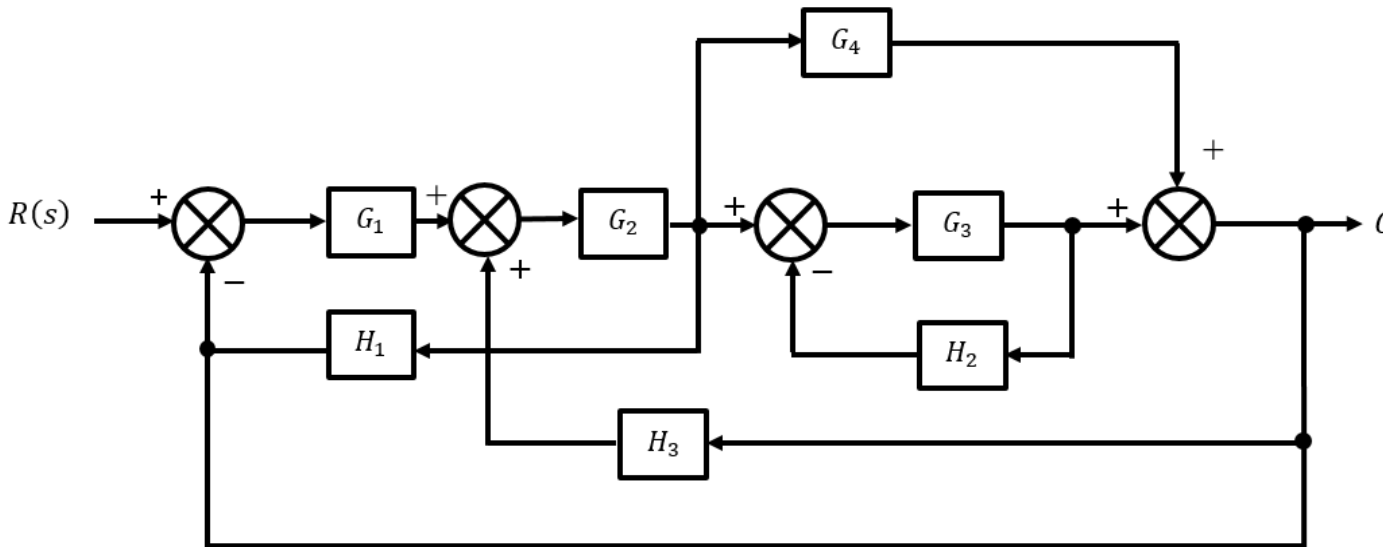 G₄
+
+ + + +
R(s) G₁ G₂ G₃
− + −
H₁ H₂
H₃